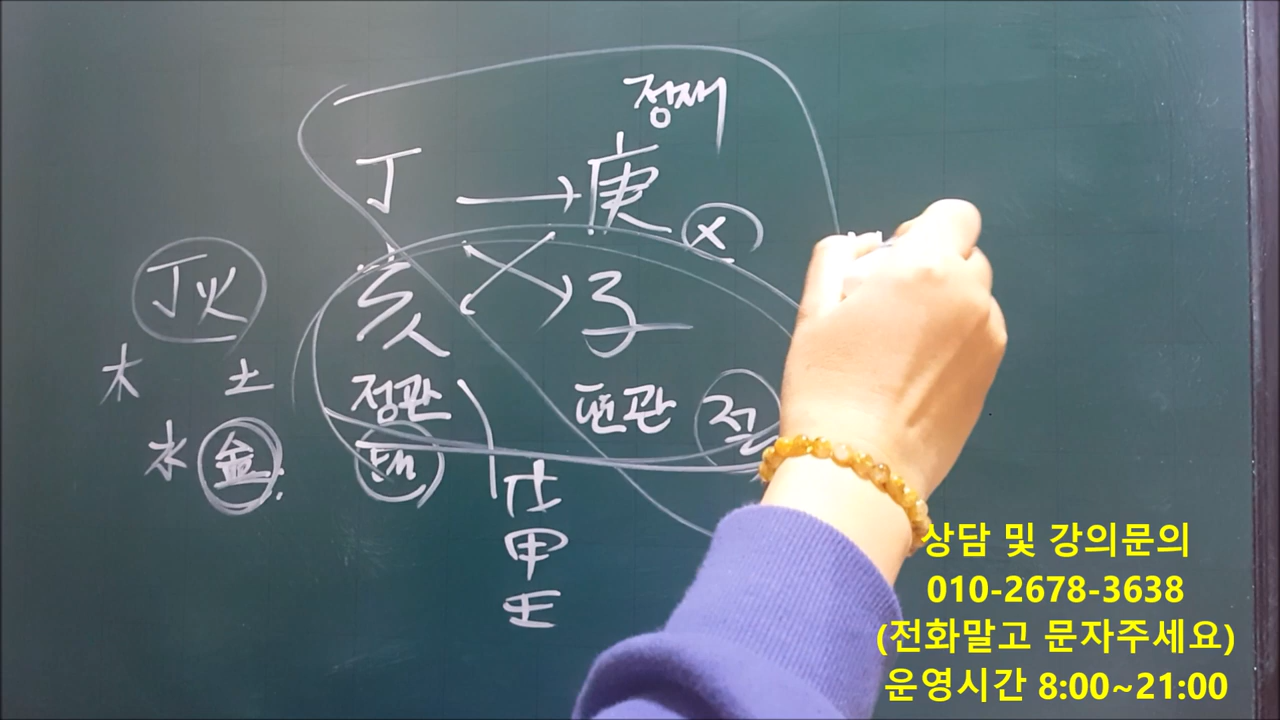 정재
丁 → 庚 x
丁火
亥 子
木 土
정관 편관 절
水 金
태
壬
甲
戊
상담 및 강의문의
010-2678-3638
(전화말고 문자주세요)
운영시간 8:00~21:00